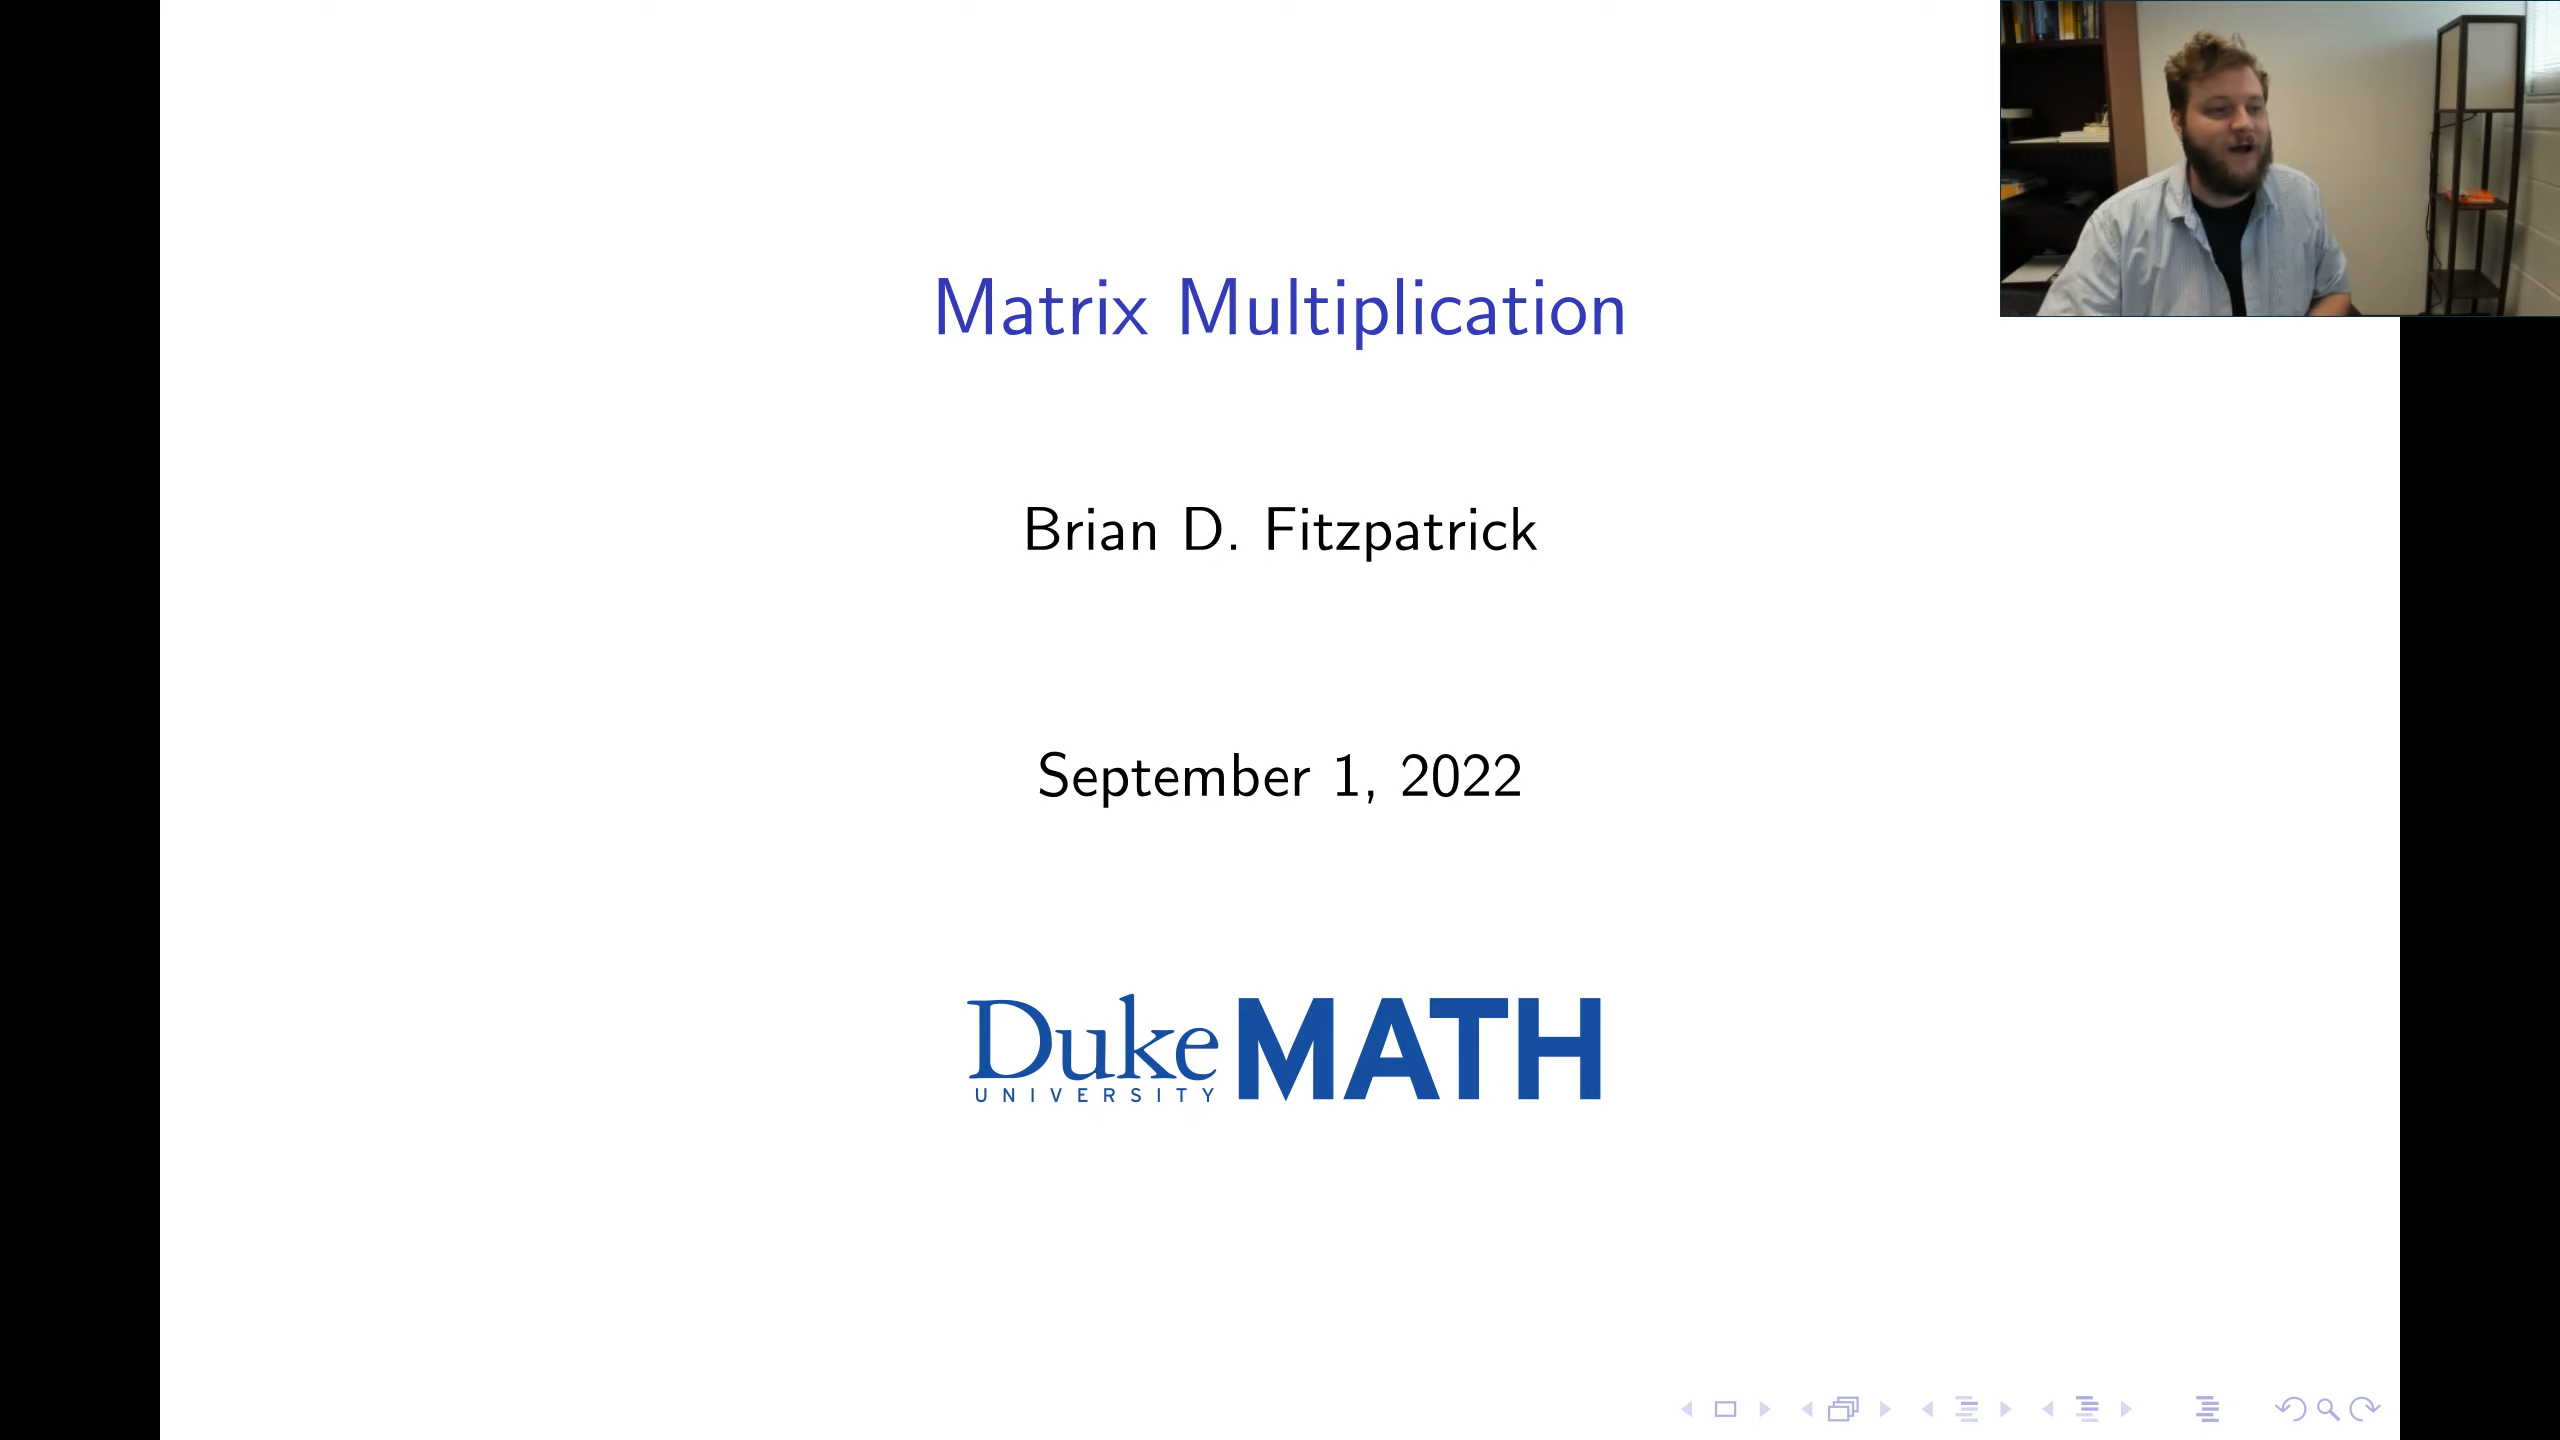 Matrix Multiplication
Brian D. Fitzpatrick
September 1, 2022
Duke MATH
UNIVERSITY